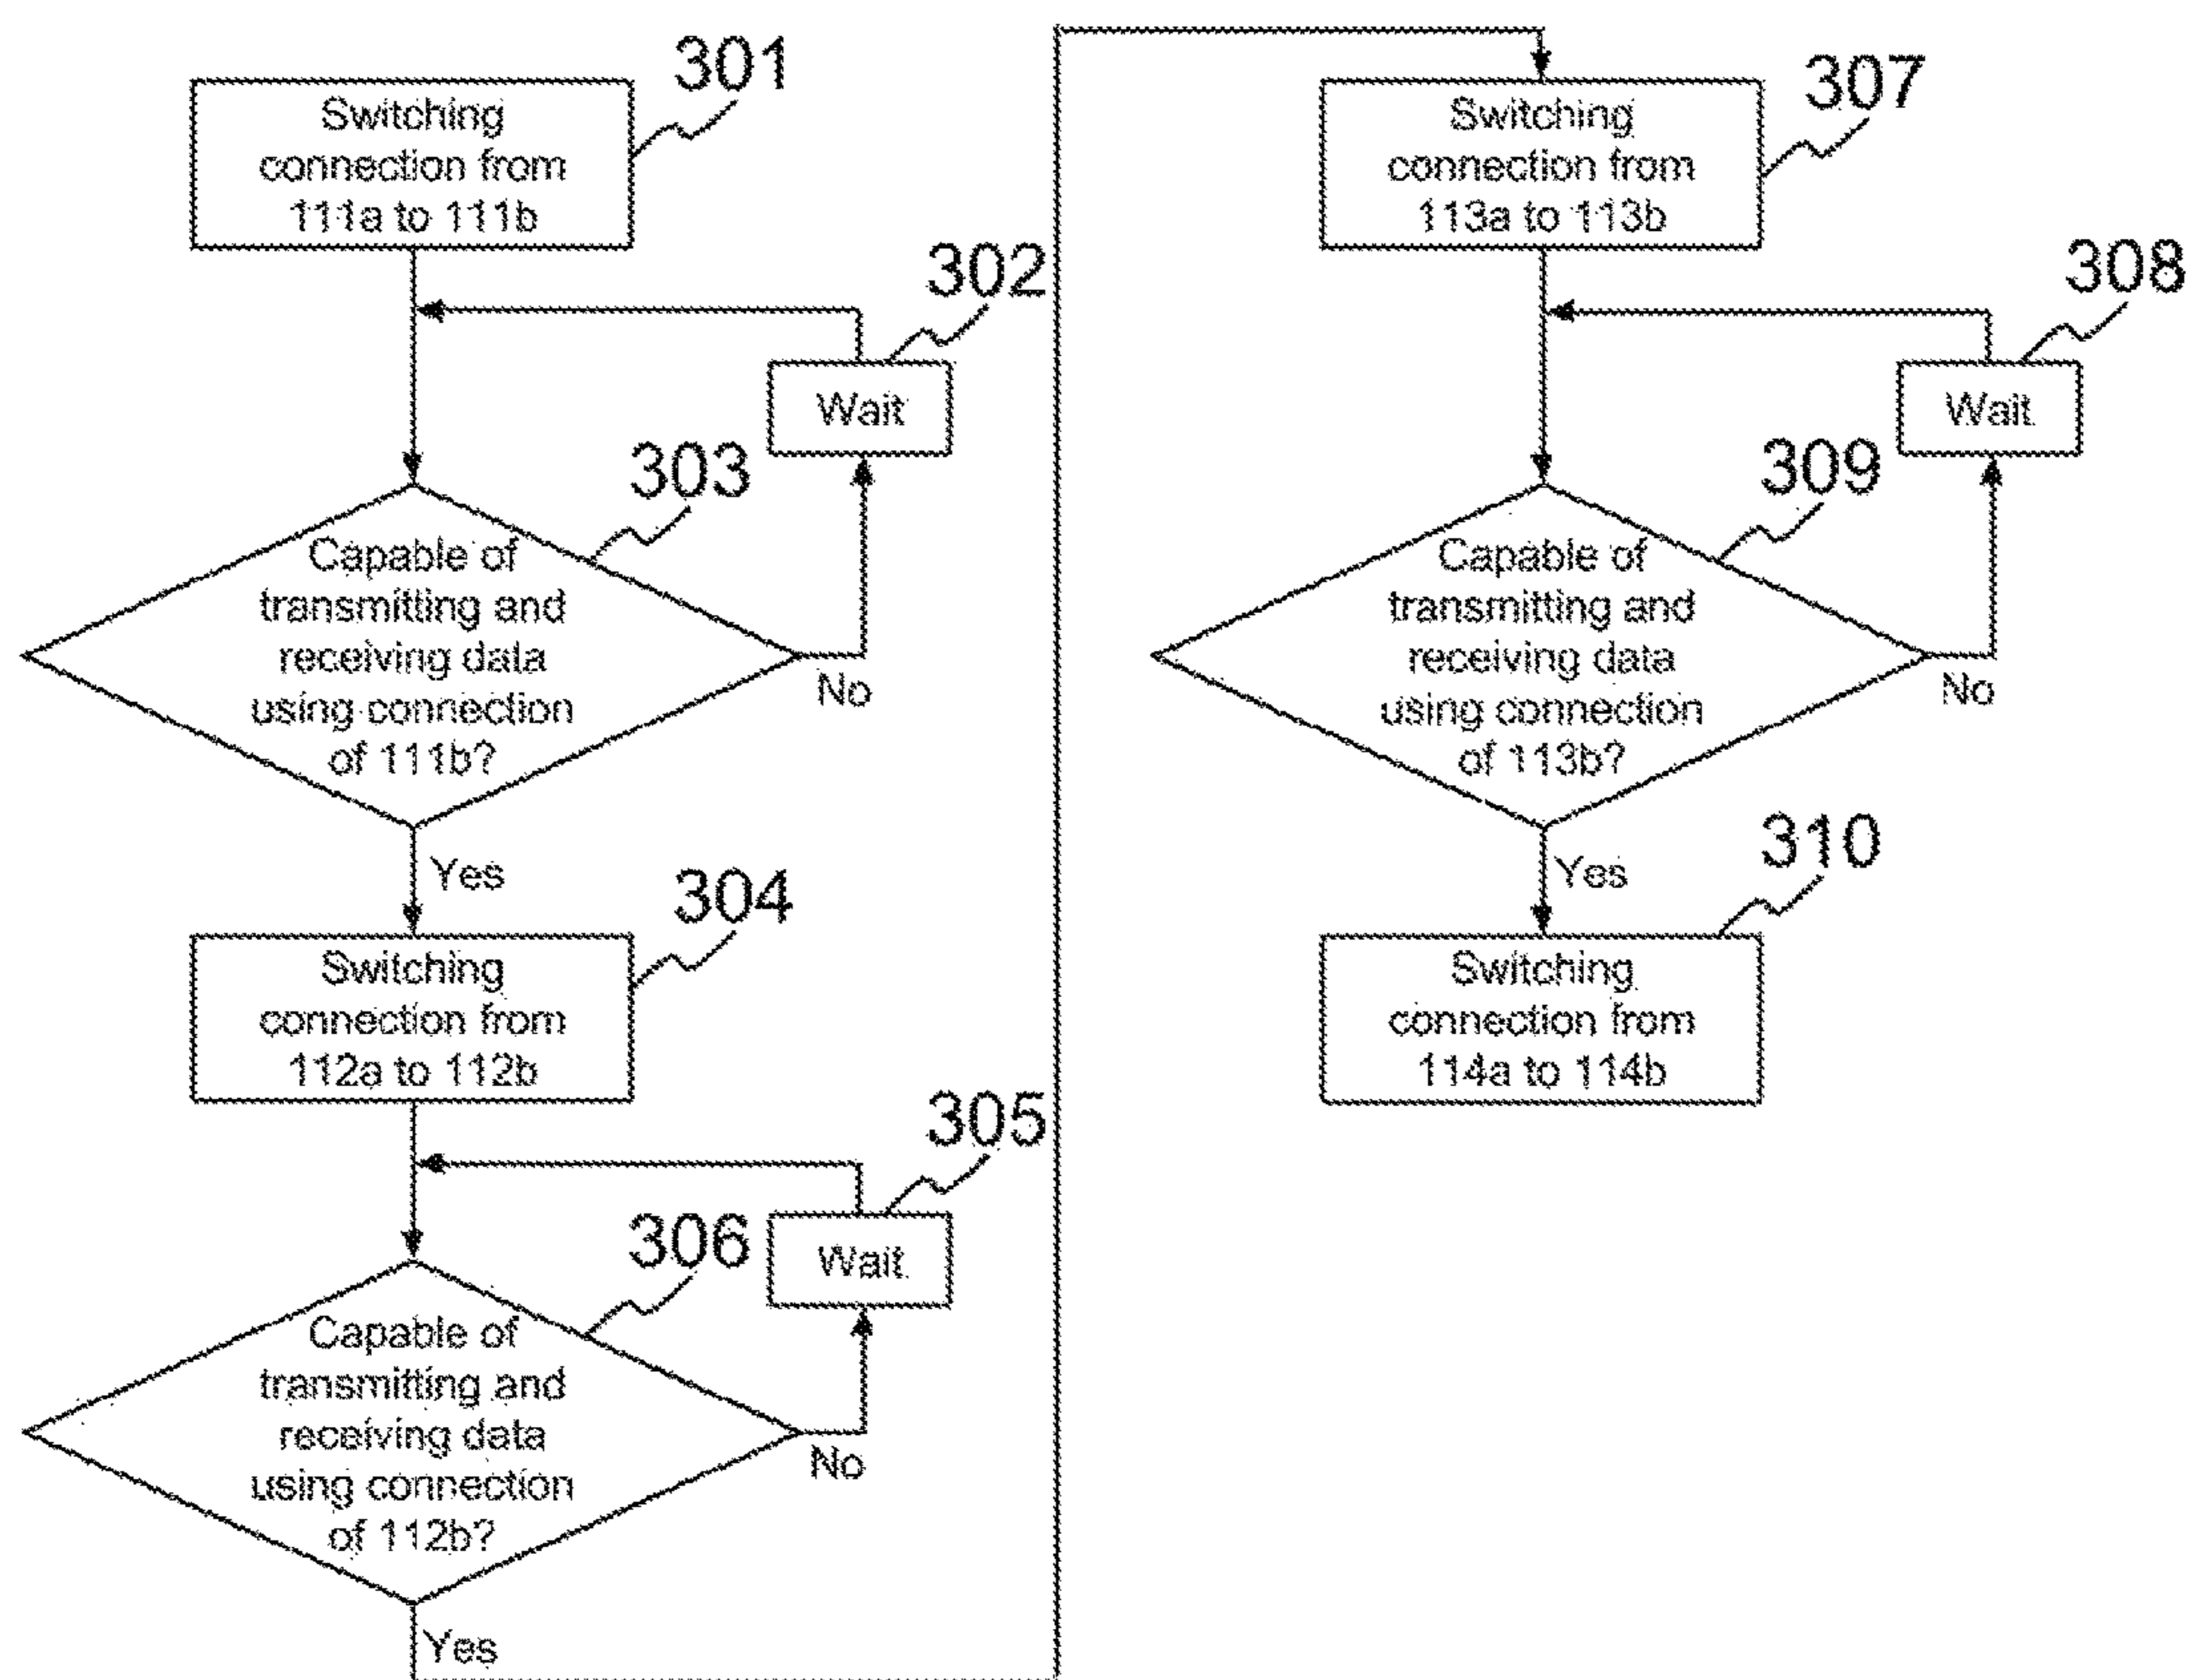 301
Switching
connection from
111a to 111b
302
Wait
303
Capable of
transmitting and
receiving data
using connection
of 111b?
No
Yes
304
Switching
connection from
112a to 112b
305
Wait
306
Capable of
transmitting and
receiving data
using connection
of 112b?
No
Yes
307
Switching
connection from
113a to 113b
308
Wait
309
Capable of
transmitting and
receiving data
using connection
of 113b?
No
Yes
310
Switching
connection from
114a to 114b